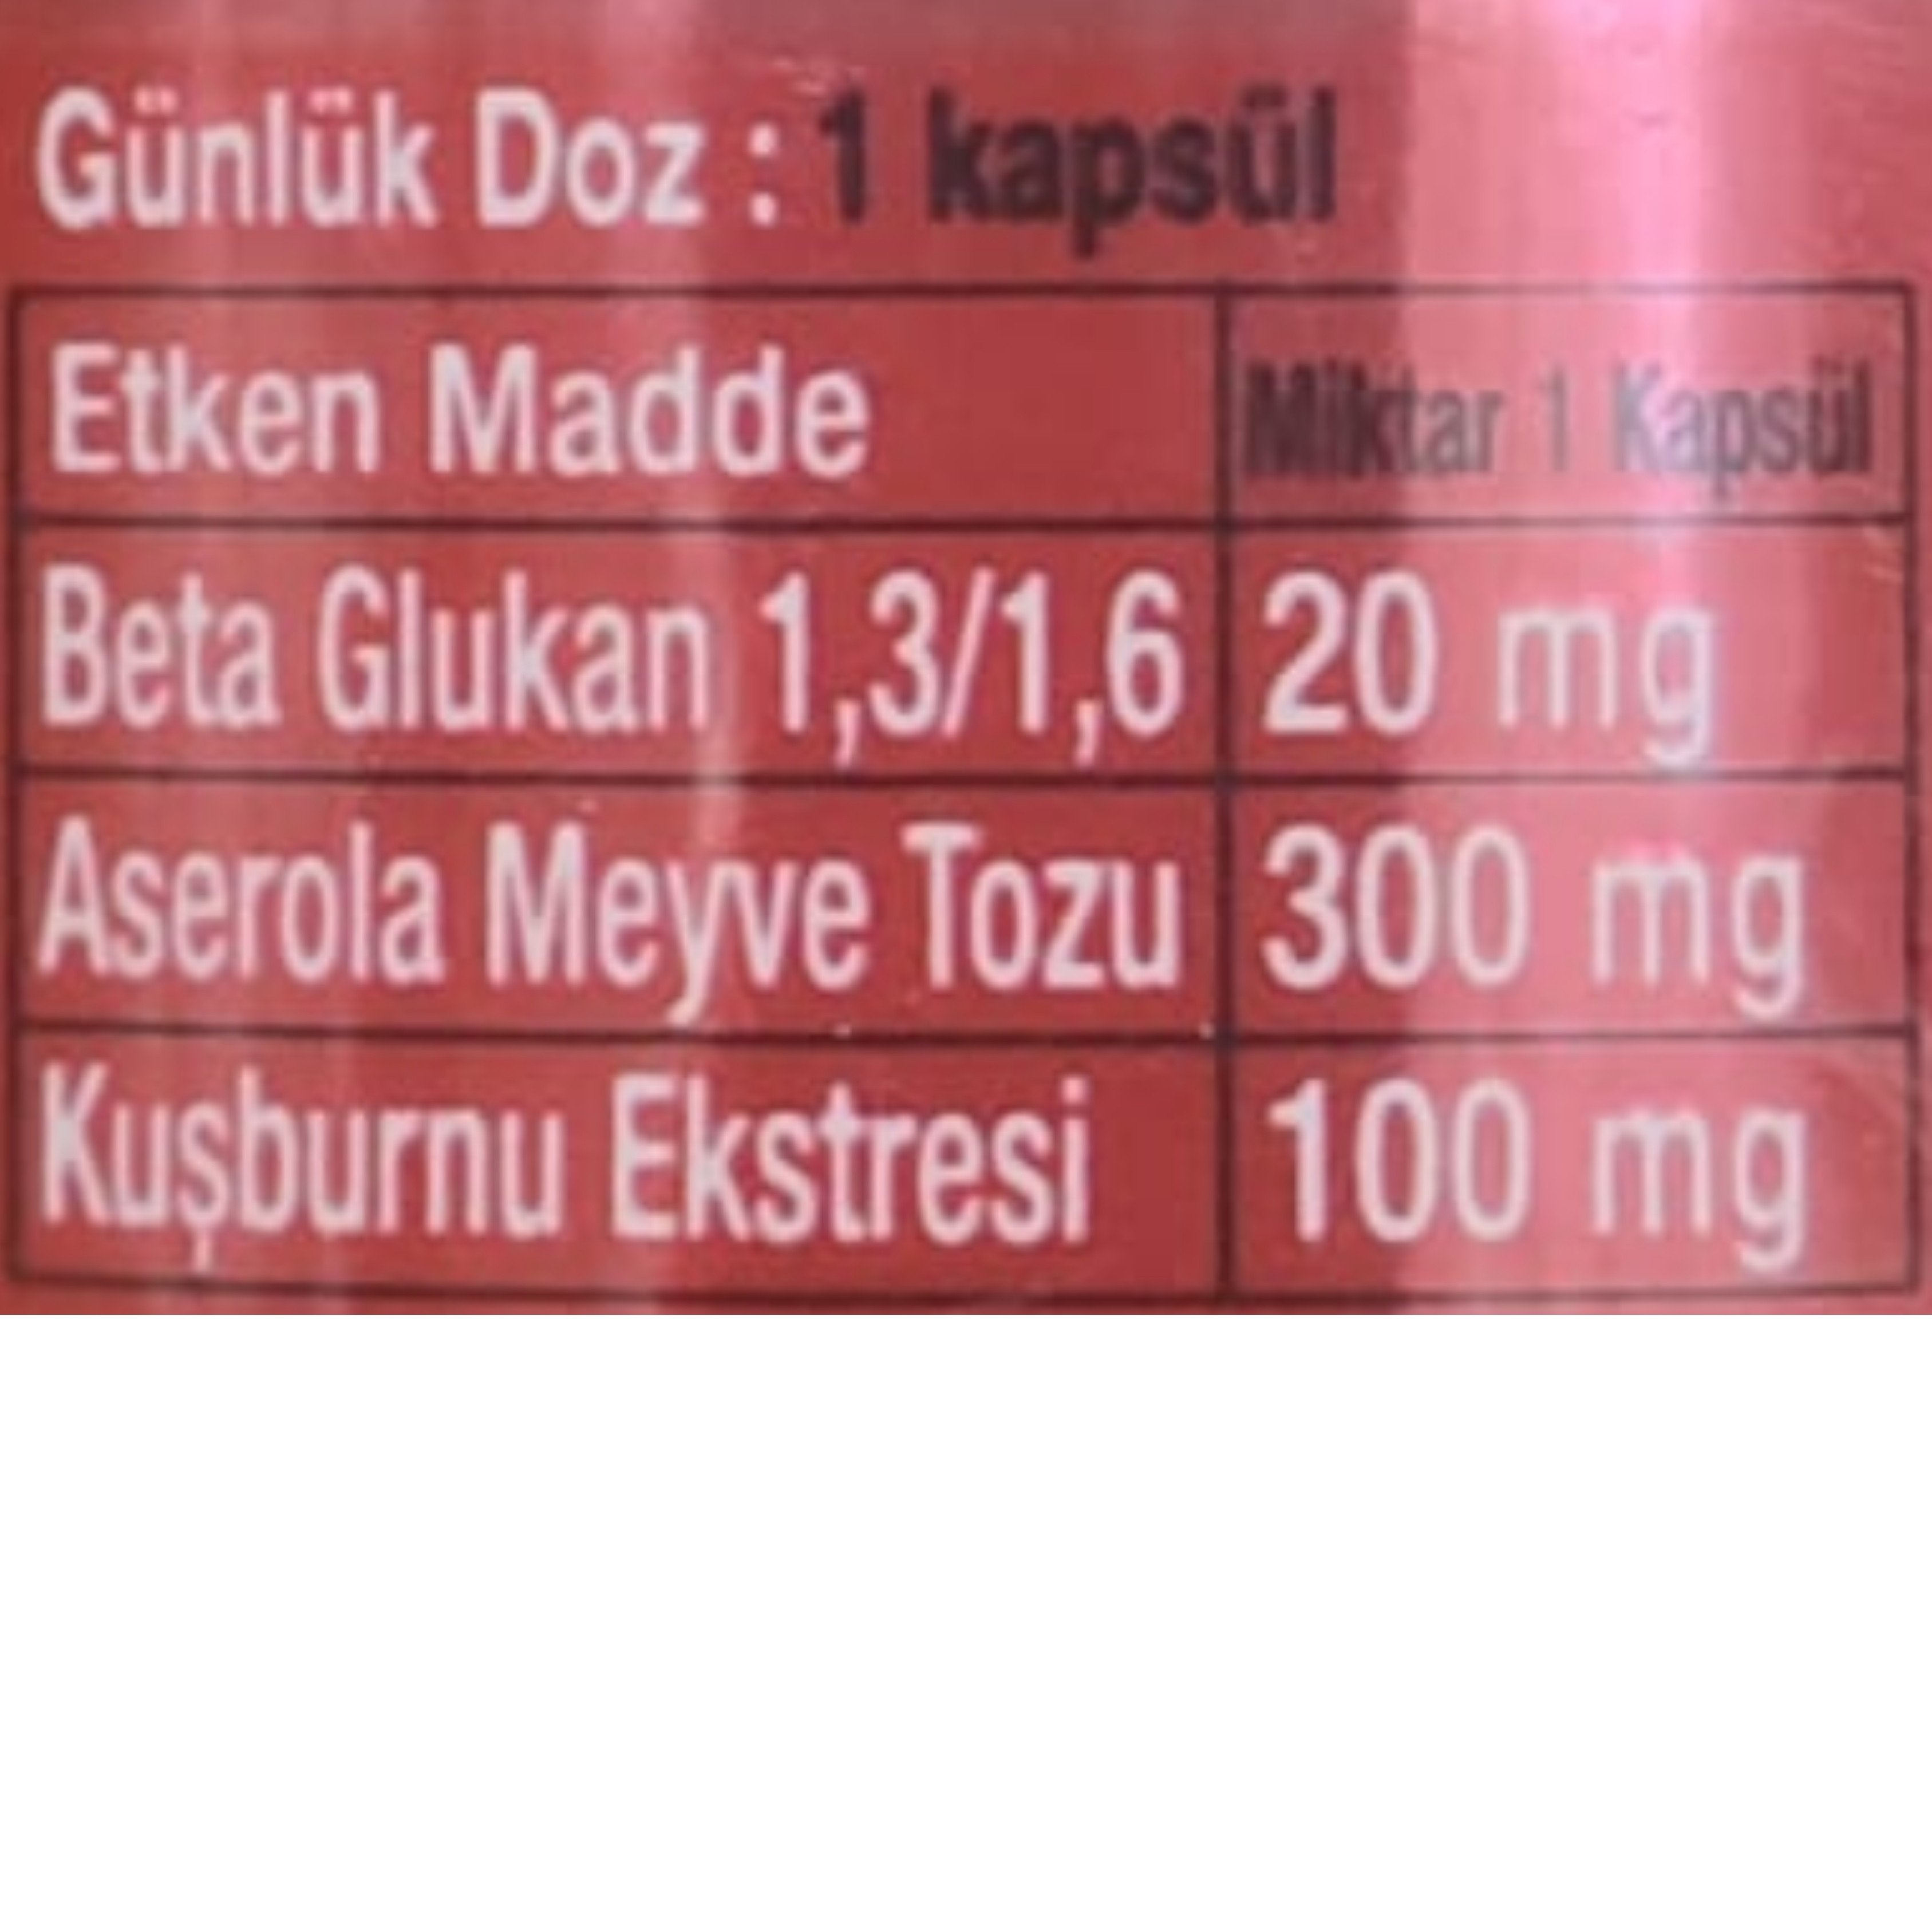 Günlük Doz : 1 kapsül
Etken Madde Miktar 1 Kapsül
Beta Glukan 1,3/1,6 20 mg
Aserola Meyve Tozu 300 mg
Kuşburnu Ekstresi 100 mg